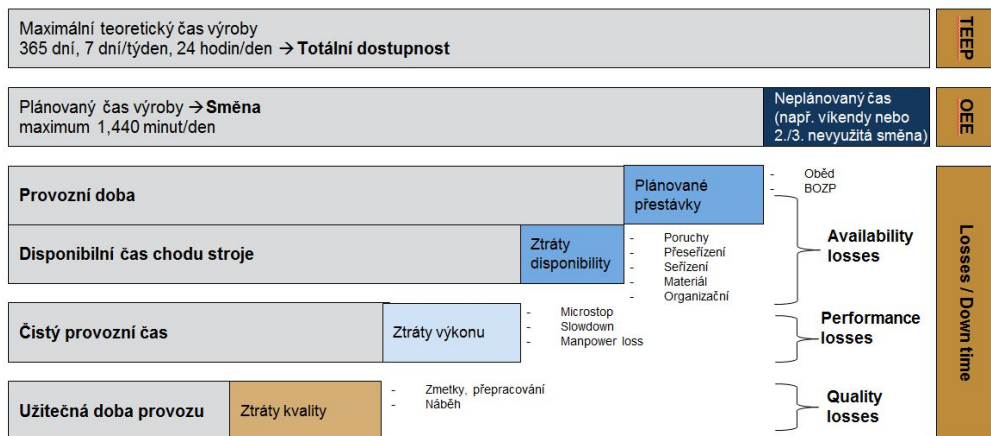 Maximální teoretický čas výroby
365 dní, 7 dní/týden, 24 hodin/den → Totální dostupnost
TEEP
Plánovaný čas výroby → Směna
maximum 1,440 minut/den
Neplánovaný čas
(např. víkendy nebo
2./3. nevyužitá směna)
OEE
Provozní doba
Plánované
přestávky
- Oběd
- BOZP
Disponibilní čas chodu stroje
Ztráty
disponibility
- Poruchy
- Přeseřízení
- Seřízení
- Materiál
- Organizační
Availability
losses
Čistý provozní čas
Ztráty výkonu
- Microstop
- Slowdown
- Manpower loss
Performance
losses
Užitečná doba provozu
Ztráty kvality
- Zmetky, přepracování
- Náběh
Quality
losses
Losses / Down time